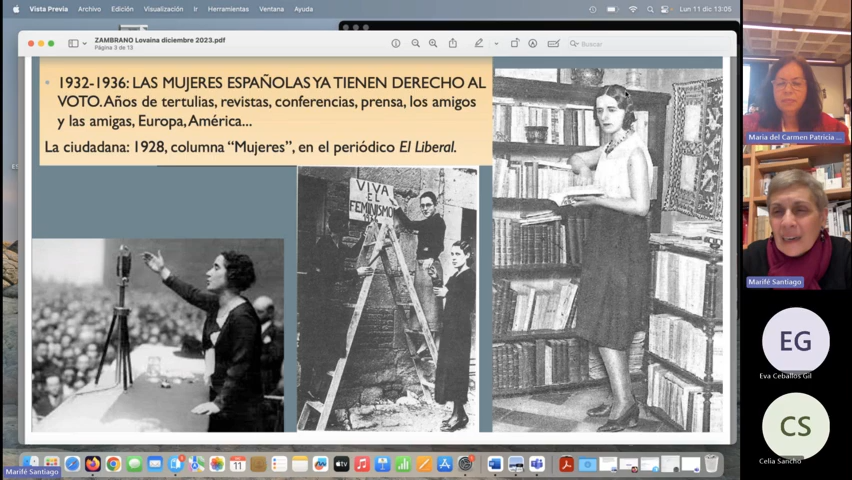 Vista Previa Archivo Edición Visualización Ir Herramientas Ventana Ayuda
Lun 11 dic 13:05
ZAMBRANO Lovaina diciembre 2023.pdf
Página 3 de 13
Buscar
• 1932-1936: LAS MUJERES ESPAÑOLAS YA TIENEN DERECHO AL
VOTO. Años de tertulias, revistas, conferencias, prensa, los amigos
y las amigas, Europa, América...
La ciudadana: 1928, columna “Mujeres”, en el periódico El Liberal.
VIVA
EL
FEMINISMO
Maria del Carmen Patricia ...
Marifé Santiago
EG
Eva Ceballos Gil
CS
Celia Sancho
Marifé Santiago